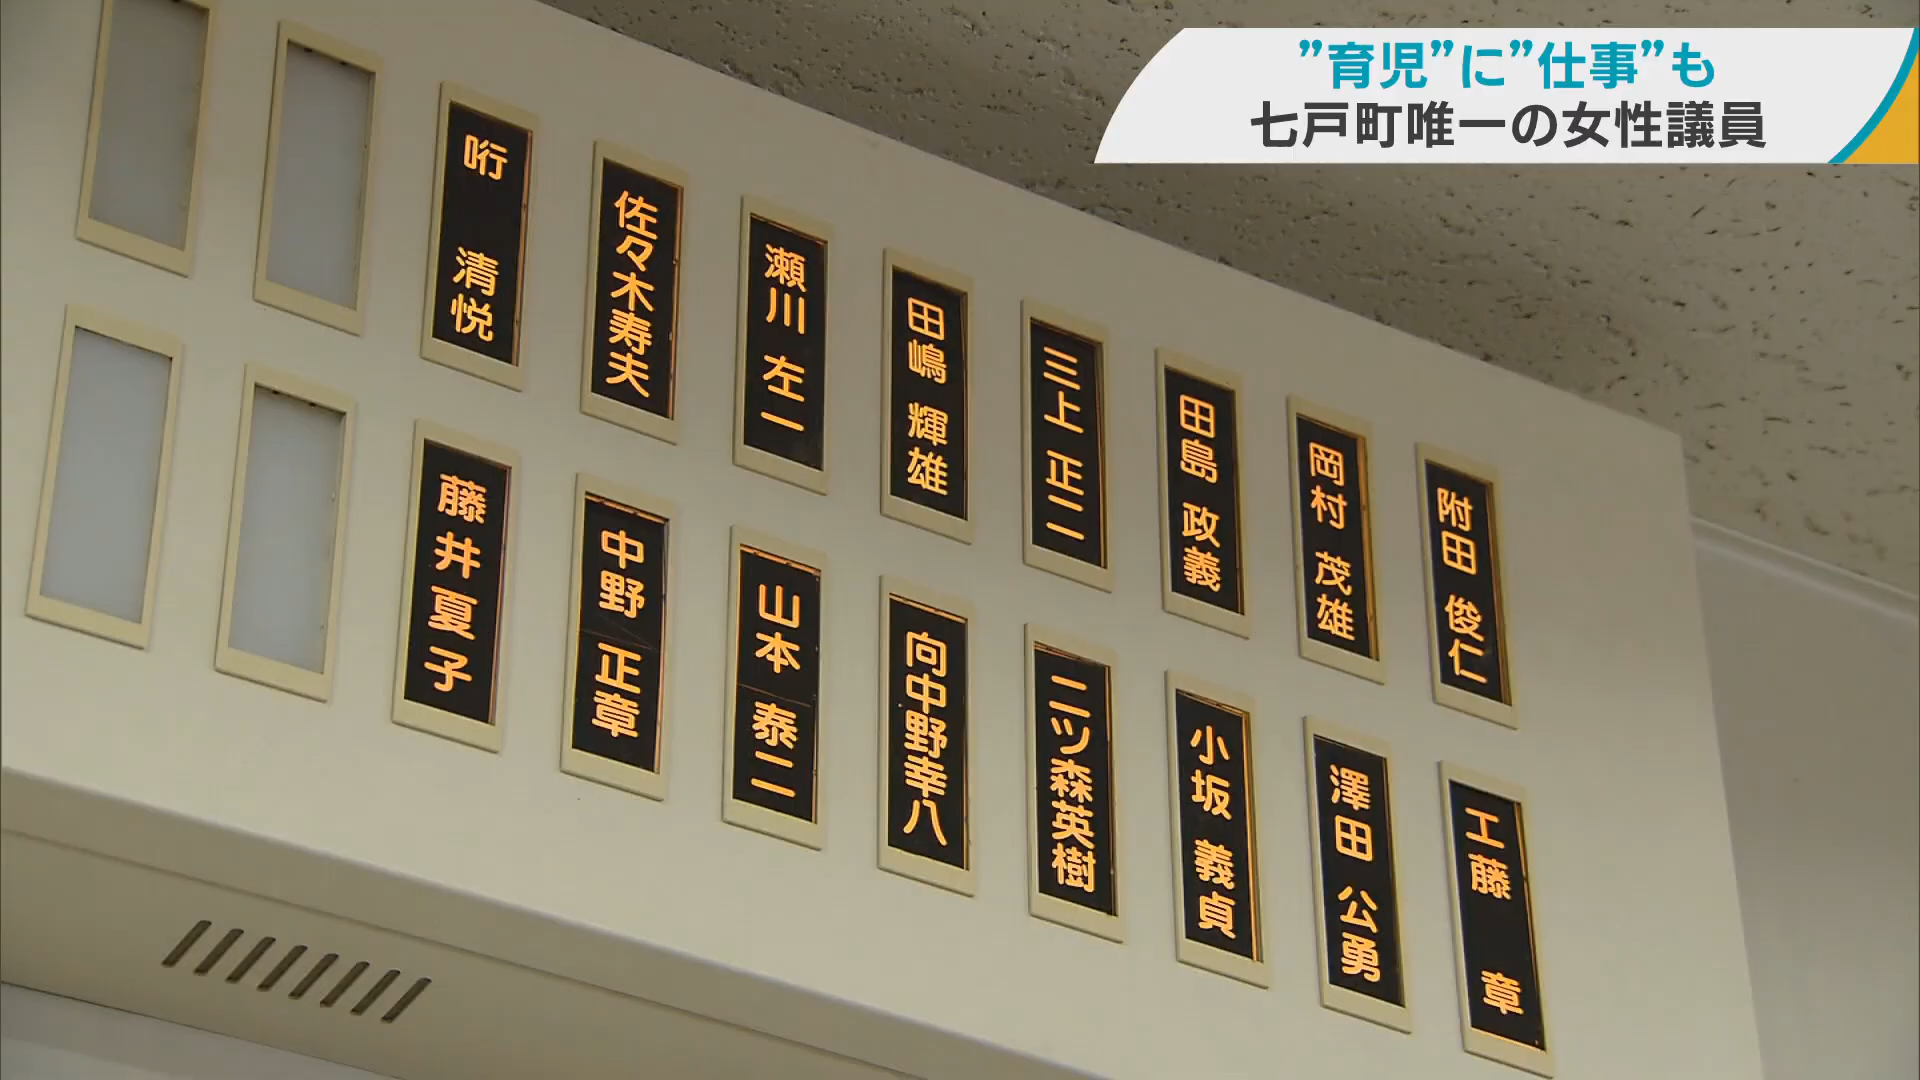 ”育児”に”仕事”も
七戸町唯一の女性議員
附田 俊仁
岡村 茂雄
田島 政義
三上 正二
田嶋 輝雄
瀬川 左一
佐々木寿夫
哘 清悦
工藤 章
澤田 公勇
小坂 義貞
二ツ森英樹
向中野幸八
山本 泰二
中野 正章
藤井夏子